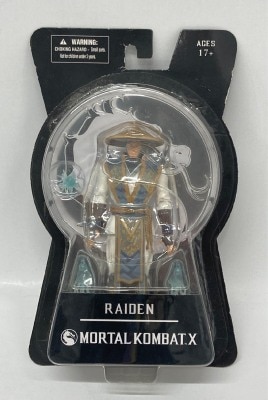 WARNING:
CHOKING HAZARD - Small parts.
Not for children under 3 years.
AGES
17+
RAIDEN
MORTAL KOMBAT X